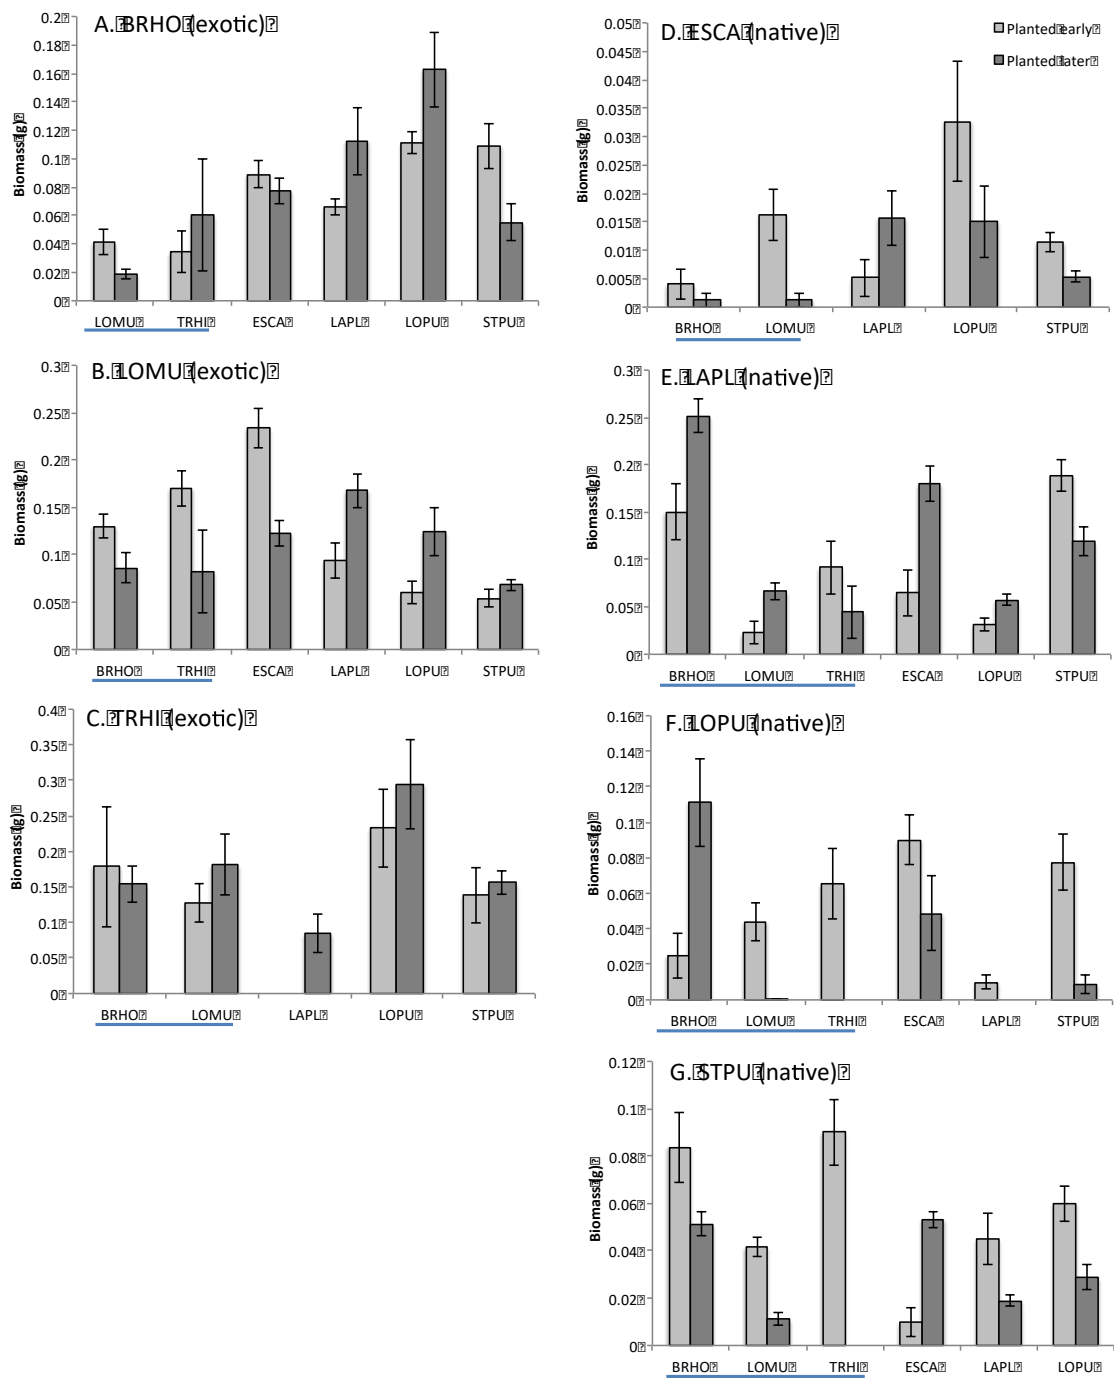 A. BRHO (exotic)
0.2
0.18
0.16
0.14
0.12
0.1
0.08
0.06
0.04
0.02
0
Biomass (g)
LOMU TRHI ESCA LAPL LOPU STPU
B. LOMU (exotic)
0.3
0.25
0.2
0.15
0.1
0.05
0
Biomass (g)
BRHO TRHI ESCA LAPL LOPU STPU
C. TRHI (exotic)
0.4
0.35
0.3
0.25
0.2
0.15
0.1
0.05
0
Biomass (g)
BRHO LOMU LAPL LOPU STPU
D. ESCA (native)
Planted early
Planted later
0.05
0.045
0.04
0.035
0.03
0.025
0.02
0.015
0.01
0.005
0
Biomass (g)
BRHO LOMU LAPL LOPU STPU
E. LAPL (native)
0.3
0.25
0.2
0.15
0.1
0.05
0
Biomass (g)
BRHO LOMU TRHI ESCA LOPU STPU
F. LOPU (native)
0.16
0.14
0.12
0.1
0.08
0.06
0.04
0.02
0
Biomass (g)
BRHO LOMU TRHI ESCA LAPL STPU
G. STPU (native)
0.12
0.1
0.08
0.06
0.04
0.02
0
Biomass (g)
BRHO LOMU TRHI ESCA LAPL LOPU